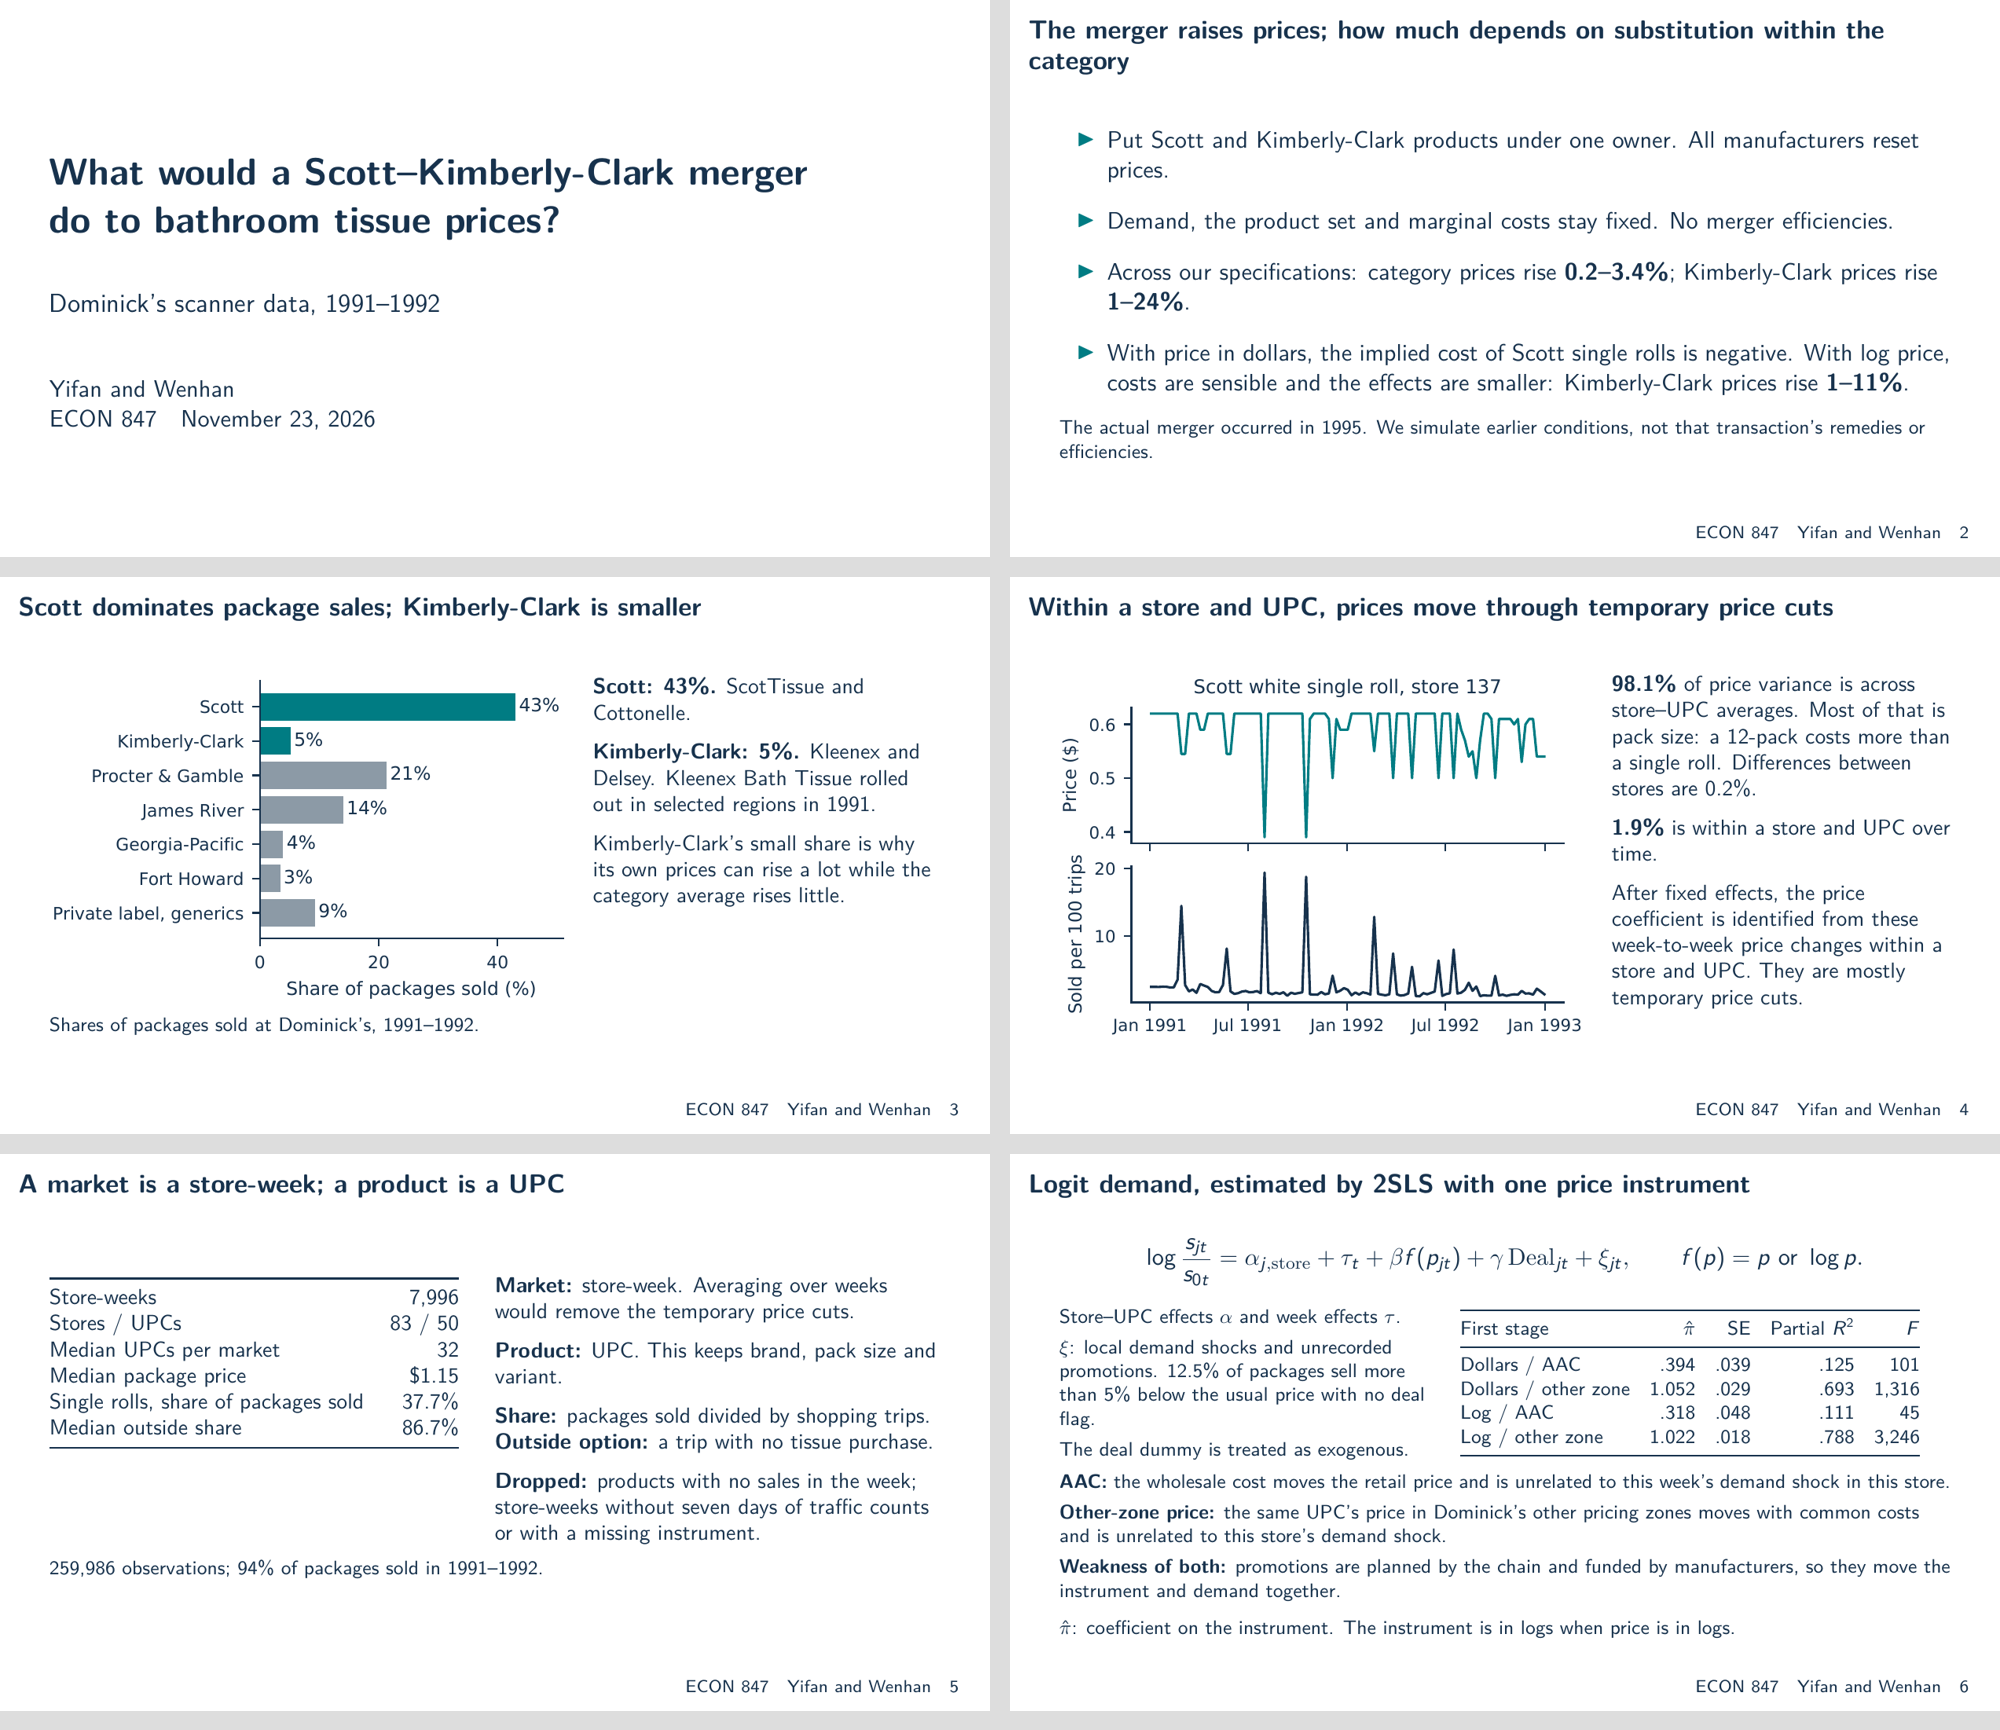 What would a Scott–Kimberly-Clark merger
do to bathroom tissue prices?
Dominick's scanner data, 1991–1992
Yifan and Wenhan
ECON 847 November 23, 2026
The merger raises prices; how much depends on substitution within the
category
▶ Put Scott and Kimberly-Clark products under one owner. All manufacturers reset
prices.
▶ Demand, the product set and marginal costs stay fixed. No merger efficiencies.
▶ Across our specifications: category prices rise 0.2–3.4%; Kimberly-Clark prices rise
1–24%.
▶ With price in dollars, the implied cost of Scott single rolls is negative. With log price,
costs are sensible and the effects are smaller: Kimberly-Clark prices rise 1–11%.
The actual merger occurred in 1995. We simulate earlier conditions, not that transaction's remedies or
efficiencies.
ECON 847 Yifan and Wenhan 2
Scott dominates package sales; Kimberly-Clark is smaller
Scott 43%
Kimberly-Clark 5%
Procter & Gamble 21%
James River 14%
Georgia-Pacific 4%
Fort Howard 3%
Private label, generics 9%
0 20 40
Share of packages sold (%)
Scott: 43%. ScotTissue and
Cottonelle.
Kimberly-Clark: 5%. Kleenex and
Delsey. Kleenex Bath Tissue rolled
out in selected regions in 1991.
Kimberly-Clark's small share is why
its own prices can rise a lot while the
category average rises little.
Shares of packages sold at Dominick's, 1991–1992.
ECON 847 Yifan and Wenhan 3
Within a store and UPC, prices move through temporary price cuts
Scott white single roll, store 137
Price ($)
0.6
0.5
0.4
Sold per 100 trips
20
10
Jan 1991 Jul 1991 Jan 1992 Jul 1992 Jan 1993
98.1% of price variance is across
store–UPC averages. Most of that is
pack size: a 12-pack costs more than
a single roll. Differences between
stores are 0.2%.
1.9% is within a store and UPC over
time.
After fixed effects, the price
coefficient is identified from these
week-to-week price changes within a
store and UPC. They are mostly
temporary price cuts.
ECON 847 Yifan and Wenhan 4
A market is a store-week; a product is a UPC
Store-weeks 7,996
Stores / UPCs 83 / 50
Median UPCs per market 32
Median package price $1.15
Single rolls, share of packages sold 37.7%
Median outside share 86.7%
Market: store-week. Averaging over weeks
would remove the temporary price cuts.
Product: UPC. This keeps brand, pack size and
variant.
Share: packages sold divided by shopping trips.
Outside option: a trip with no tissue purchase.
Dropped: products with no sales in the week;
store-weeks without seven days of traffic counts
or with a missing instrument.
259,986 observations; 94% of packages sold in 1991–1992.
ECON 847 Yifan and Wenhan 5
Logit demand, estimated by 2SLS with one price instrument
log s_jt / s_0t = α_j,store + τ_t + βf(p_jt) + γ Deal_jt + ξ_jt, f(p) = p or log p.
Store–UPC effects α and week effects τ.
ξ: local demand shocks and unrecorded
promotions. 12.5% of packages sell more
than 5% below the usual price with no deal
flag.
The deal dummy is treated as exogenous.
First stage π̂ SE Partial R² F
Dollars / AAC .394 .039 .125 101
Dollars / other zone 1.052 .029 .693 1,316
Log / AAC .318 .048 .111 45
Log / other zone 1.022 .018 .788 3,246
AAC: the wholesale cost moves the retail price and is unrelated to this week's demand shock in this store.
Other-zone price: the same UPC's price in Dominick's other pricing zones moves with common costs
and is unrelated to this store's demand shock.
Weakness of both: promotions are planned by the chain and funded by manufacturers, so they move the
instrument and demand together.
π̂: coefficient on the instrument. The instrument is in logs when price is in logs.
ECON 847 Yifan and Wenhan 6